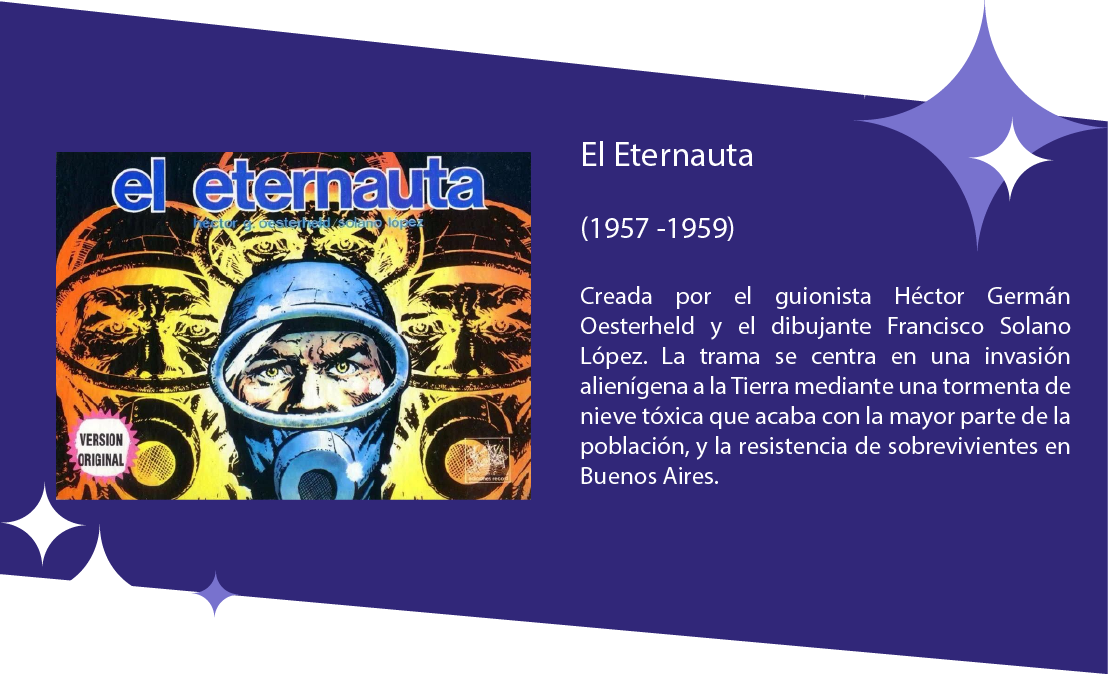 el eternauta
héctor g. oesterheld solano lópez
VERSION
ORIGINAL
ediciones record
El Eternauta
(1957 -1959)
Creada por el guionista Héctor Germán
Oesterheld y el dibujante Francisco Solano
López. La trama se centra en una invasión
alienígena a la Tierra mediante una tormenta de
nieve tóxica que acaba con la mayor parte de la
población, y la resistencia de sobrevivientes en
Buenos Aires.